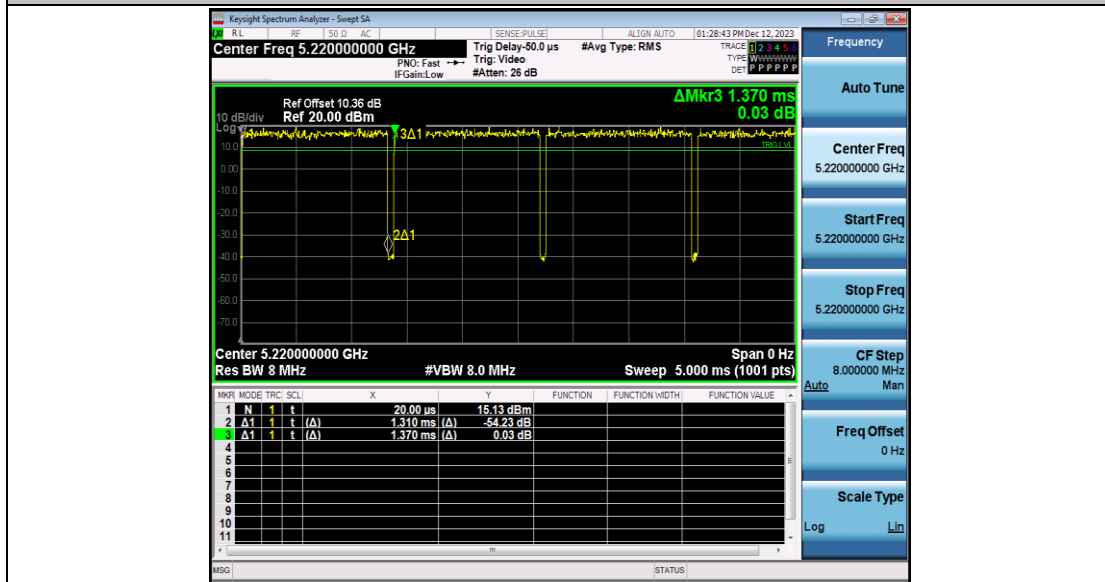 Keysight Spectrum Analyzer - Swept SA
RL RF 50 Ω AC SENSE:PULSE ALIGN AUTO 01:28:43 PM Dec 12, 2023
Center Freq 5.220000000 GHz
PNO: Fast
IFGain:Low
Trig Delay-50.0 µs
Trig: Video
#Atten: 26 dB
#Avg Type: RMS
TRACE 1 2 3 4 5 6
TYPE WWWWWW
DET P P P P P P
ΔMkr3 1.370 ms
0.03 dB
Ref Offset 10.36 dB
10 dB/div Ref 20.00 dBm
Log
3Δ1
TRIG LVL
10.0
0.00
-10.0
-20.0
-30.0
2Δ1
-40.0
-50.0
-60.0
-70.0
Center 5.220000000 GHz Span 0 Hz
Res BW 8 MHz #VBW 8.0 MHz Sweep 5.000 ms (1001 pts)
MKR MODE TRC SCL X Y FUNCTION FUNCTION WIDTH FUNCTION VALUE
1 N 1 t 20.00 µs 15.13 dBm
2 Δ1 1 t (Δ) 1.310 ms (Δ) -54.23 dB
3 Δ1 1 t (Δ) 1.370 ms (Δ) 0.03 dB
4
5
6
7
8
9
10
11
MSG STATUS
Frequency
Auto Tune
Center Freq
5.220000000 GHz
Start Freq
5.220000000 GHz
Stop Freq
5.220000000 GHz
CF Step
8.000000 MHz
Auto Man
Freq Offset
0 Hz
Scale Type
Log Lin